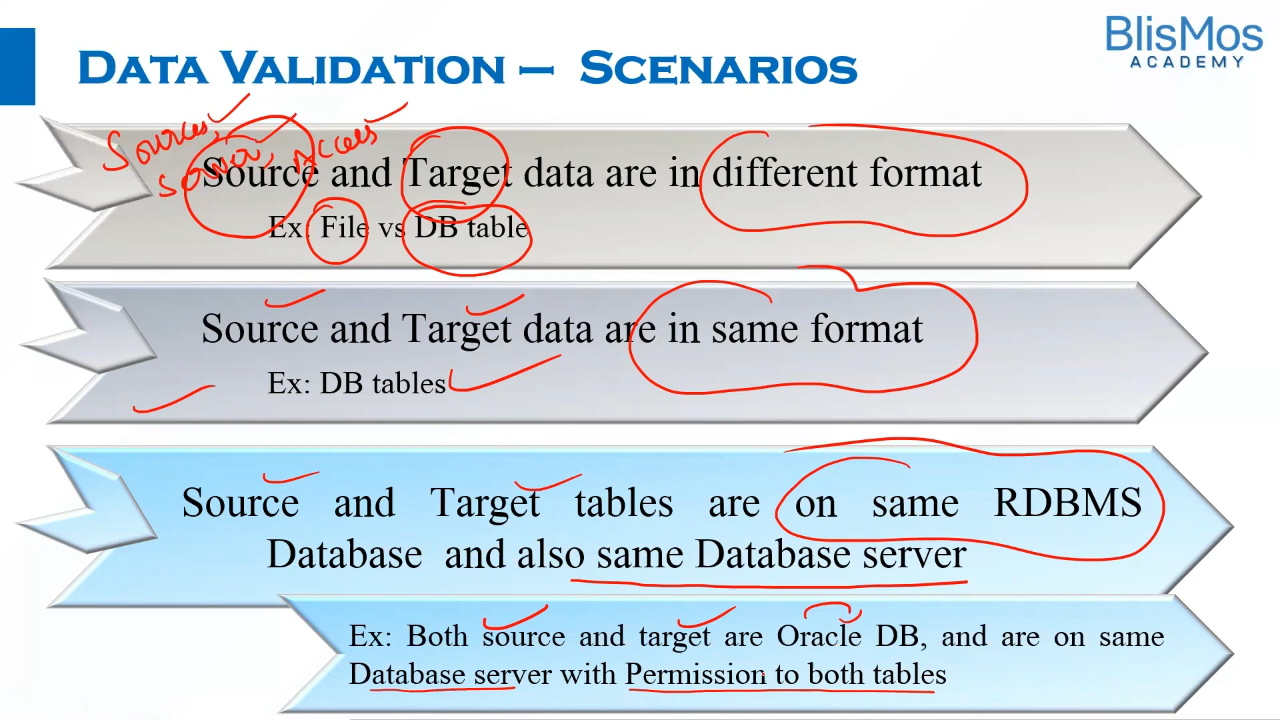 BlisMos
ACADEMY
DATA VALIDATION – SCENARIOS
Sources,
Source, Access
Source and Target data are in different format
Ex: File vs DB table
Source and Target data are in same format
Ex: DB tables
Source and Target tables are on same RDBMS
Database and also same Database server
Ex: Both source and target are Oracle DB, and are on same
Database server with Permission to both tables